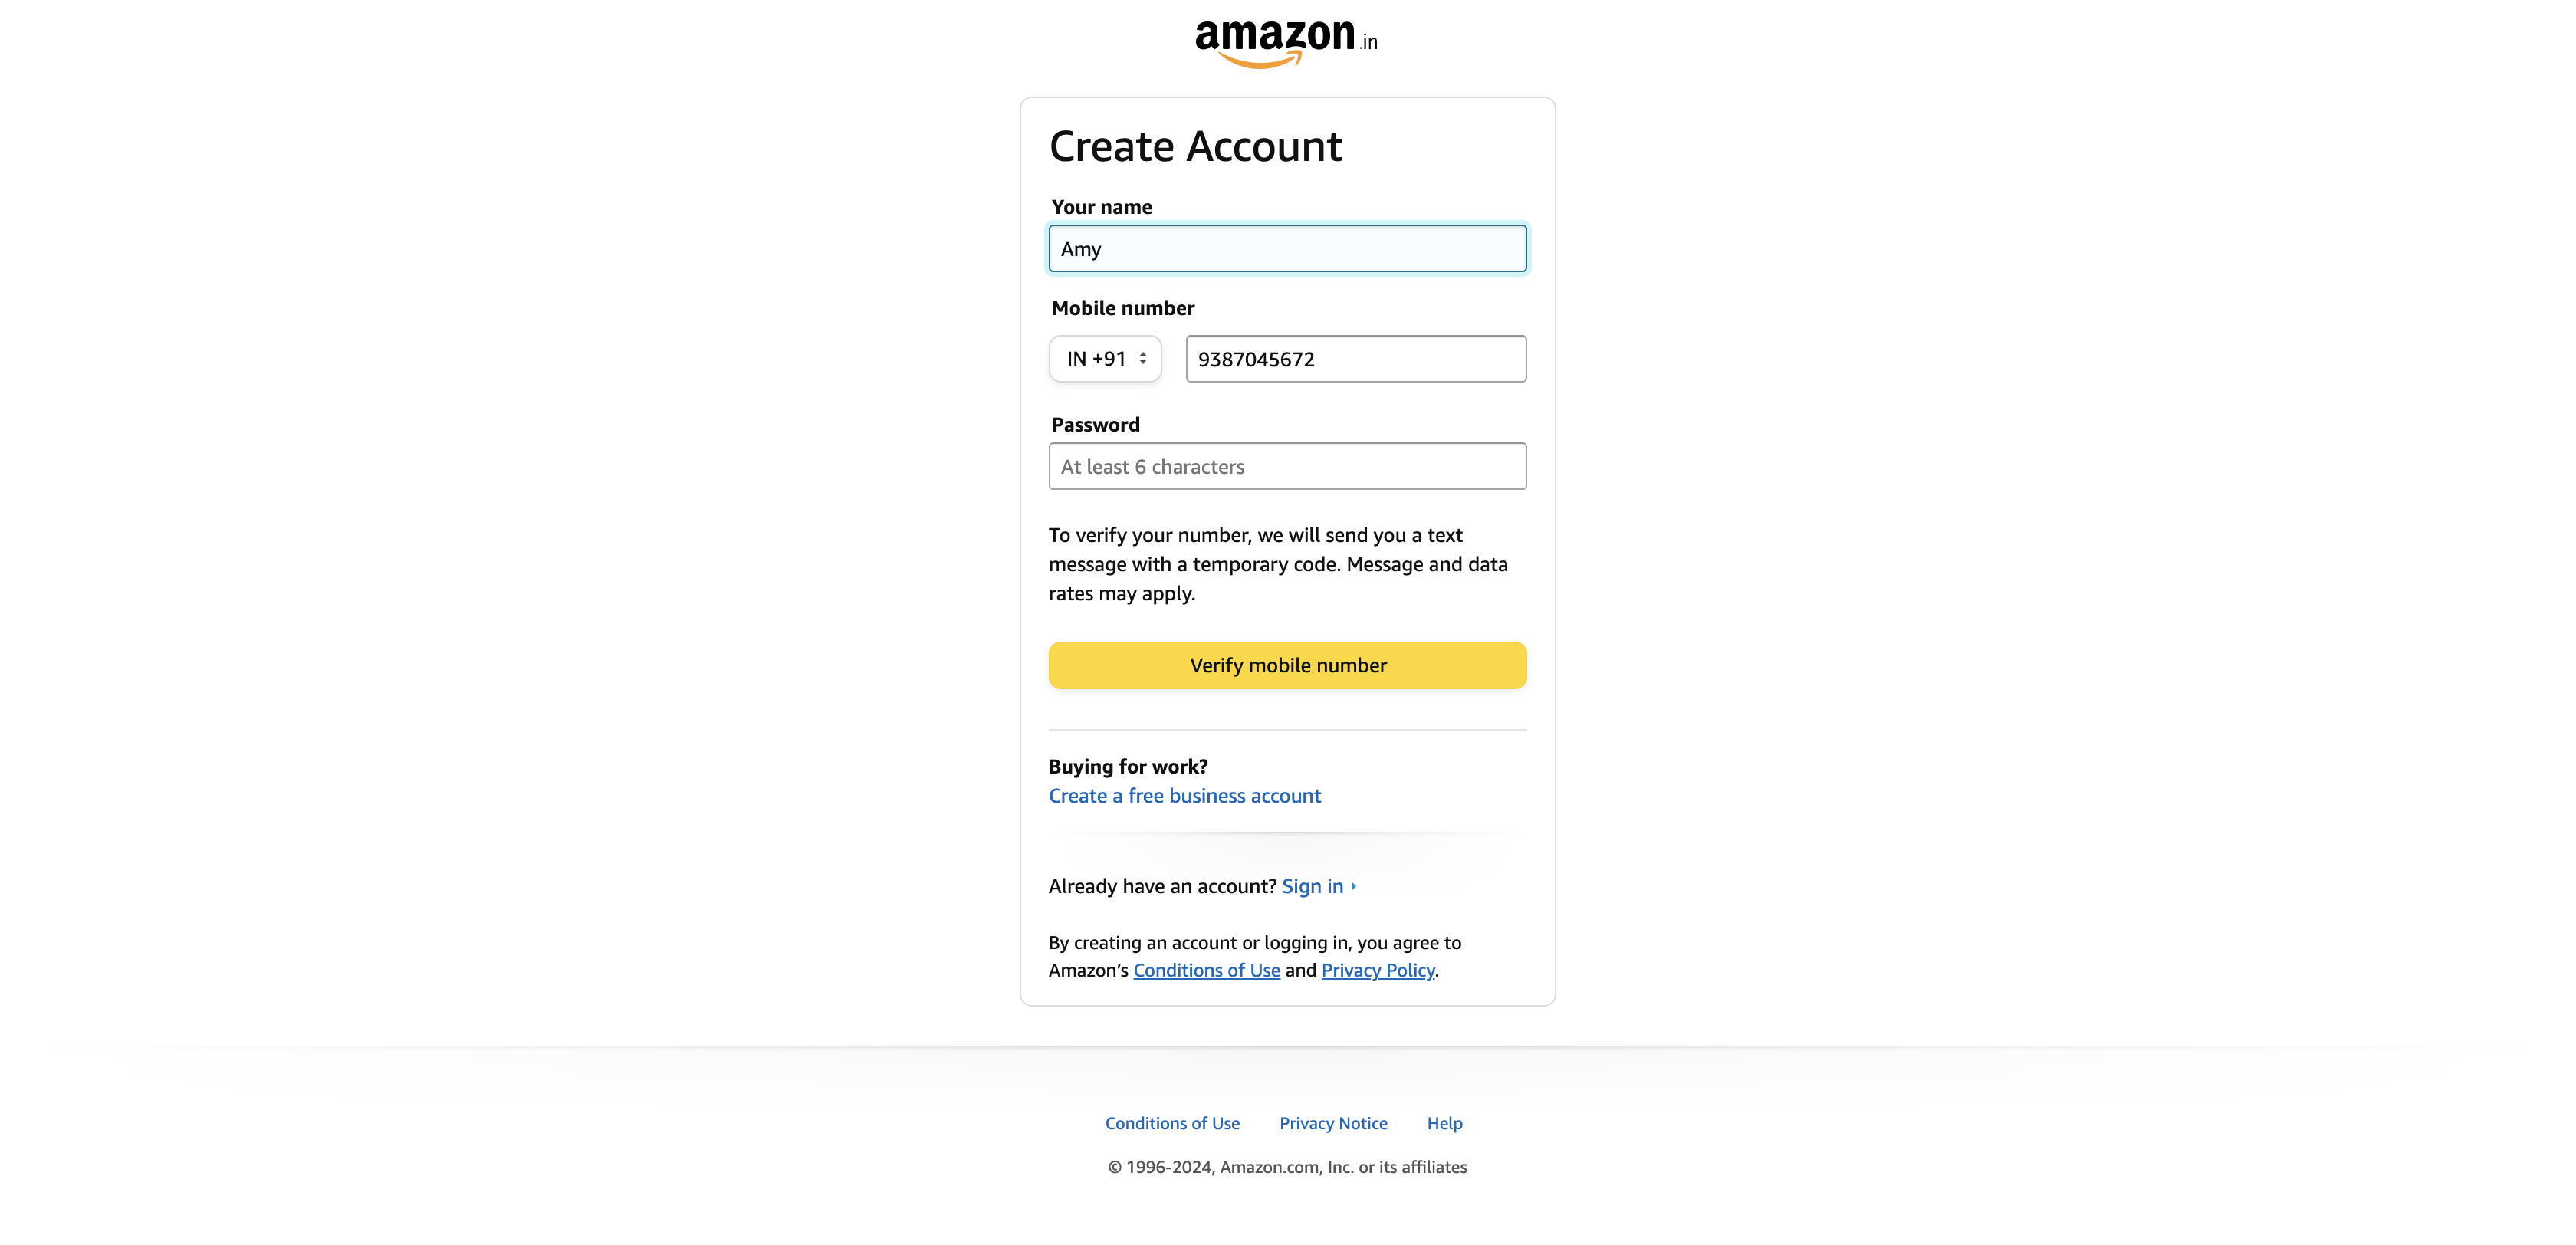 amazon.in
Create Account
Your name
Amy
Mobile number
IN +91 9387045672
Password
At least 6 characters
To verify your number, we will send you a text
message with a temporary code. Message and data
rates may apply.
Verify mobile number
Buying for work?
Create a free business account
Already have an account? Sign in
By creating an account or logging in, you agree to
Amazon’s Conditions of Use and Privacy Policy.
Conditions of Use Privacy Notice Help
© 1996-2024, Amazon.com, Inc. or its affiliates